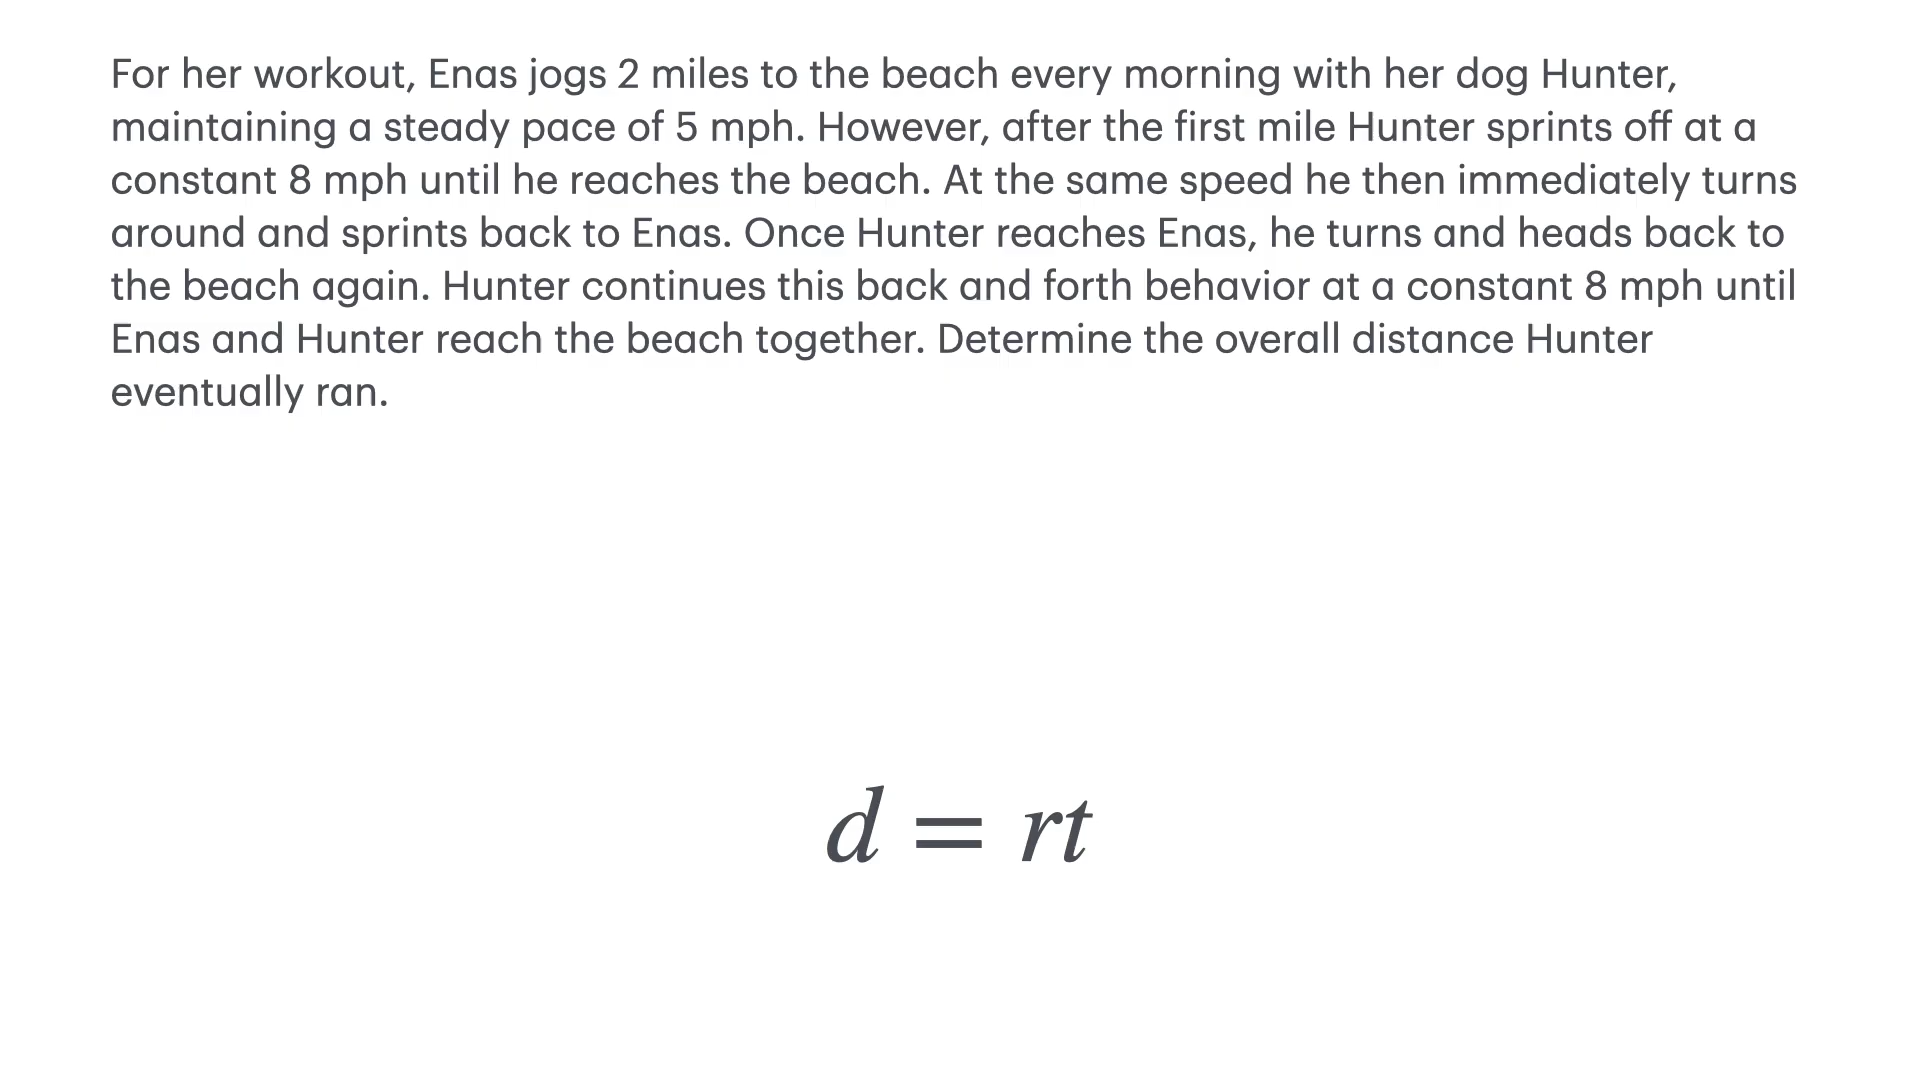 For her workout, Enas jogs 2 miles to the beach every morning with her dog Hunter,
maintaining a steady pace of 5 mph. However, after the first mile Hunter sprints off at a
constant 8 mph until he reaches the beach. At the same speed he then immediately turns
around and sprints back to Enas. Once Hunter reaches Enas, he turns and heads back to
the beach again. Hunter continues this back and forth behavior at a constant 8 mph until
Enas and Hunter reach the beach together. Determine the overall distance Hunter
eventually ran.
d = rt